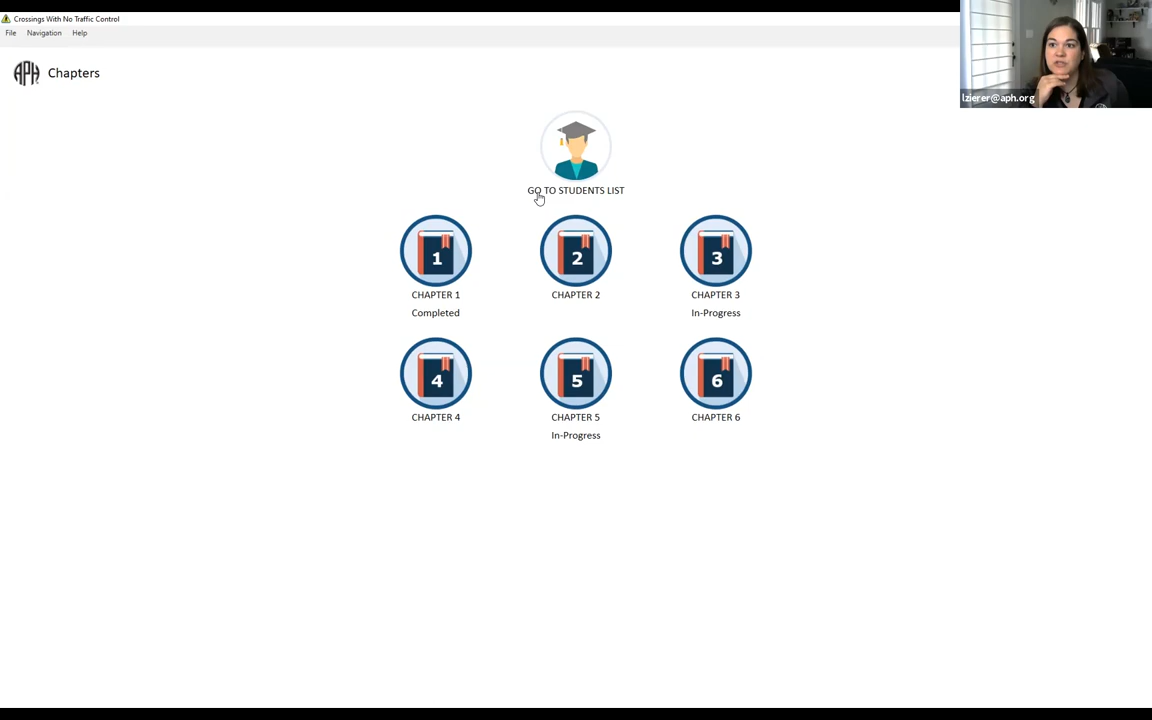 Crossings With No Traffic Control
File Navigation Help
APH Chapters
lzierer@aph.org
GO TO STUDENTS LIST
1 2 3
CHAPTER 1 CHAPTER 2 CHAPTER 3
Completed In-Progress
4 5 6
CHAPTER 4 CHAPTER 5 CHAPTER 6
In-Progress